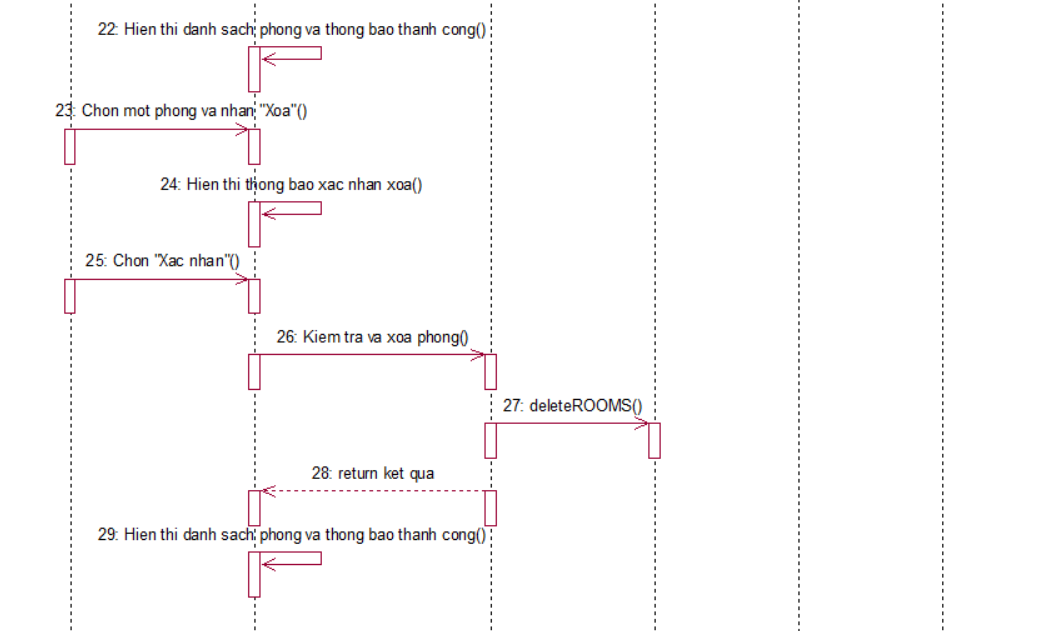 22: Hien thi danh sach phong va thong bao thanh cong()
23: Chon mot phong va nhan "Xoa"()
24: Hien thi thong bao xac nhan xoa()
25: Chon "Xac nhan"()
26: Kiem tra va xoa phong()
27: deleteROOMS()
28: return ket qua
29: Hien thi danh sach phong va thong bao thanh cong()